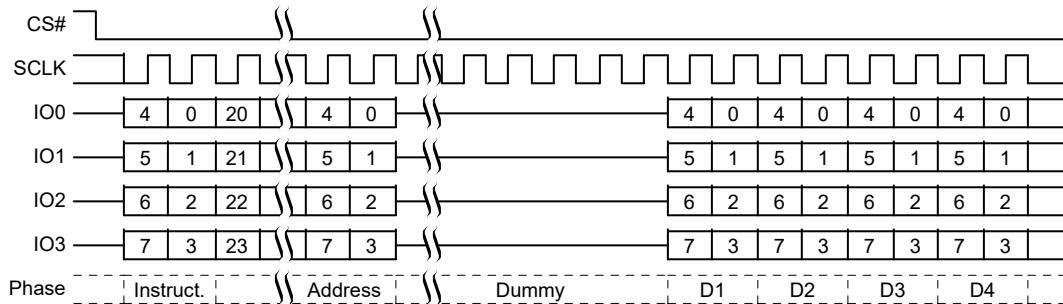 CS#
SCLK
IO0 4 0 20 4 0 4 0 4 0 4 0 4 0
IO1 5 1 21 5 1 5 1 5 1 5 1 5 1
IO2 6 2 22 6 2 6 2 6 2 6 2 6 2
IO3 7 3 23 7 3 7 3 7 3 7 3 7 3
Phase Instruct. Address Dummy D1 D2 D3 D4